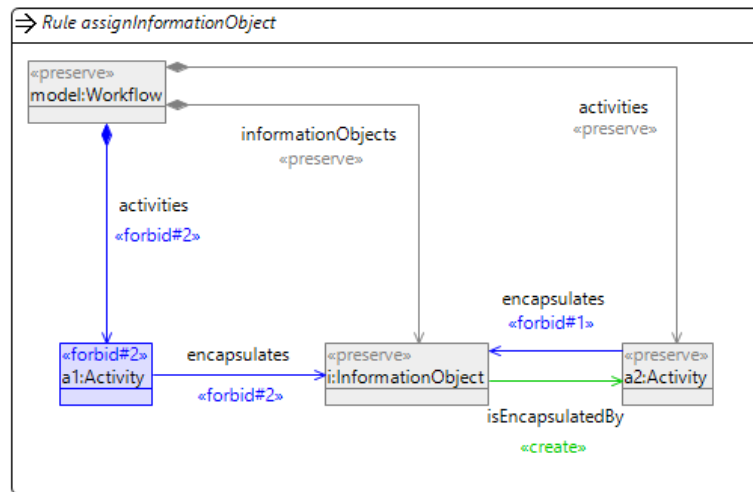 Rule assignInformationObject
«preserve»
model:Workflow
activities
«preserve»
informationObjects
«preserve»
activities
«forbid#2»
encapsulates
«forbid#1»
«forbid#2»
a1:Activity
encapsulates
«forbid#2»
«preserve»
i:InformationObject
«preserve»
a2:Activity
isEncapsulatedBy
«create»